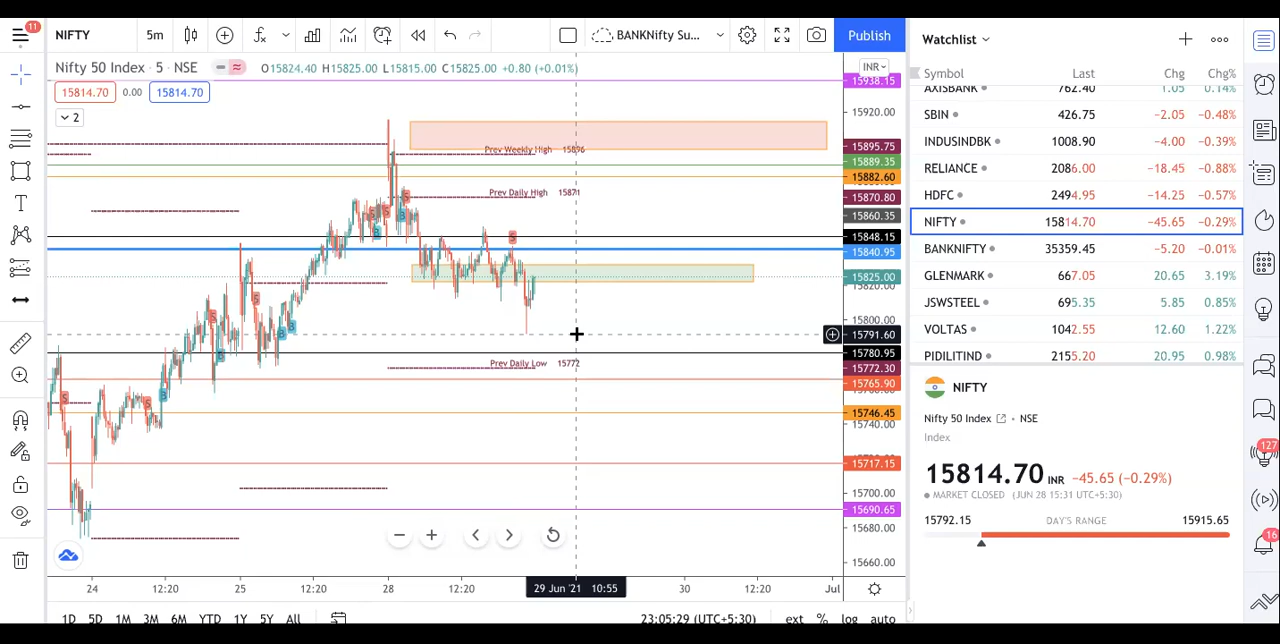 11
NIFTY 5m BANKNifty Su... Publish
Nifty 50 Index • 5 • NSE O15824.40 H15825.00 L15815.00 C15825.00 +0.80 (+0.01%)
15814.70 0.00 15814.70
2
INR
15938.15
15920.00
15895.75
15889.35
15882.60
15870.80
15860.35
15848.15
15840.95
15825.00
15820.00
15800.00
15791.60
15780.95
15772.30
15765.90
15746.45
15740.00
15717.15
15700.00
15690.65
15680.00
15660.00
Prev Weekly High 15896
Prev Daily High 15871
Prev Daily Low 15772
24 12:20 25 12:20 28 12:20 29 Jun '21 10:55 30 12:20 Jul
1D 5D 1M 3M 6M YTD 1Y 5Y All 23:05:29 (UTC+5:30) ext % log auto
Watchlist
Symbol Last Chg Chg%
AXISBANK 762.40 1.05 0.14%
SBIN 426.75 −2.05 −0.48%
INDUSINDBK 1008.90 −4.00 −0.39%
RELIANCE 2086.00 −18.45 −0.88%
HDFC 2494.95 −14.25 −0.57%
NIFTY 15814.70 −45.65 −0.29%
BANKNIFTY 35359.45 −5.20 −0.01%
GLENMARK 667.05 20.65 3.19%
JSWSTEEL 695.35 5.85 0.85%
VOLTAS 1042.55 12.60 1.22%
PIDILITIND 2155.20 20.95 0.98%
NIFTY
Nifty 50 Index • NSE
Index
15814.70 INR −45.65 (−0.29%)
MARKET CLOSED (JUN 28 15:31 UTC+5:30)
15792.15 DAY'S RANGE 15915.65
127
16